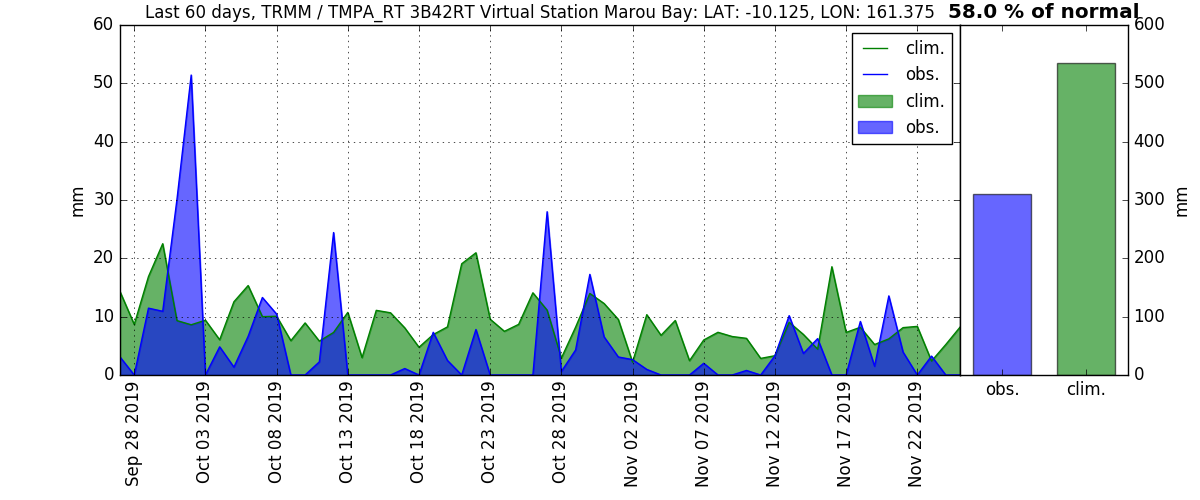 Last 60 days, TRMM / TMPA_RT 3B42RT Virtual Station Marou Bay: LAT: -10.125, LON: 161.375
58.0 % of normal
60
50
40
30
20
10
0
mm
clim.
obs.
clim.
obs.
600
500
400
300
200
100
0
mm
Sep 28 2019
Oct 03 2019
Oct 08 2019
Oct 13 2019
Oct 18 2019
Oct 23 2019
Oct 28 2019
Nov 02 2019
Nov 07 2019
Nov 12 2019
Nov 17 2019
Nov 22 2019
obs.
clim.